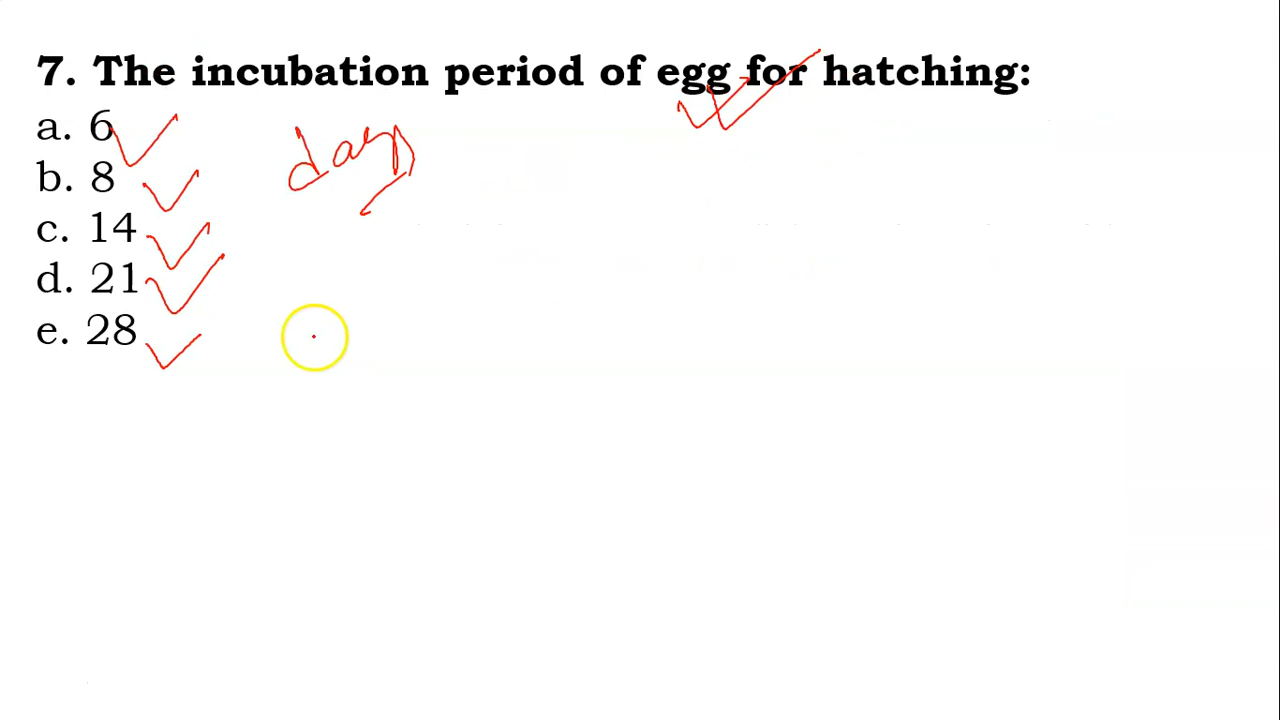 7. The incubation period of egg for hatching:
a. 6
b. 8
c. 14
d. 21
e. 28
days